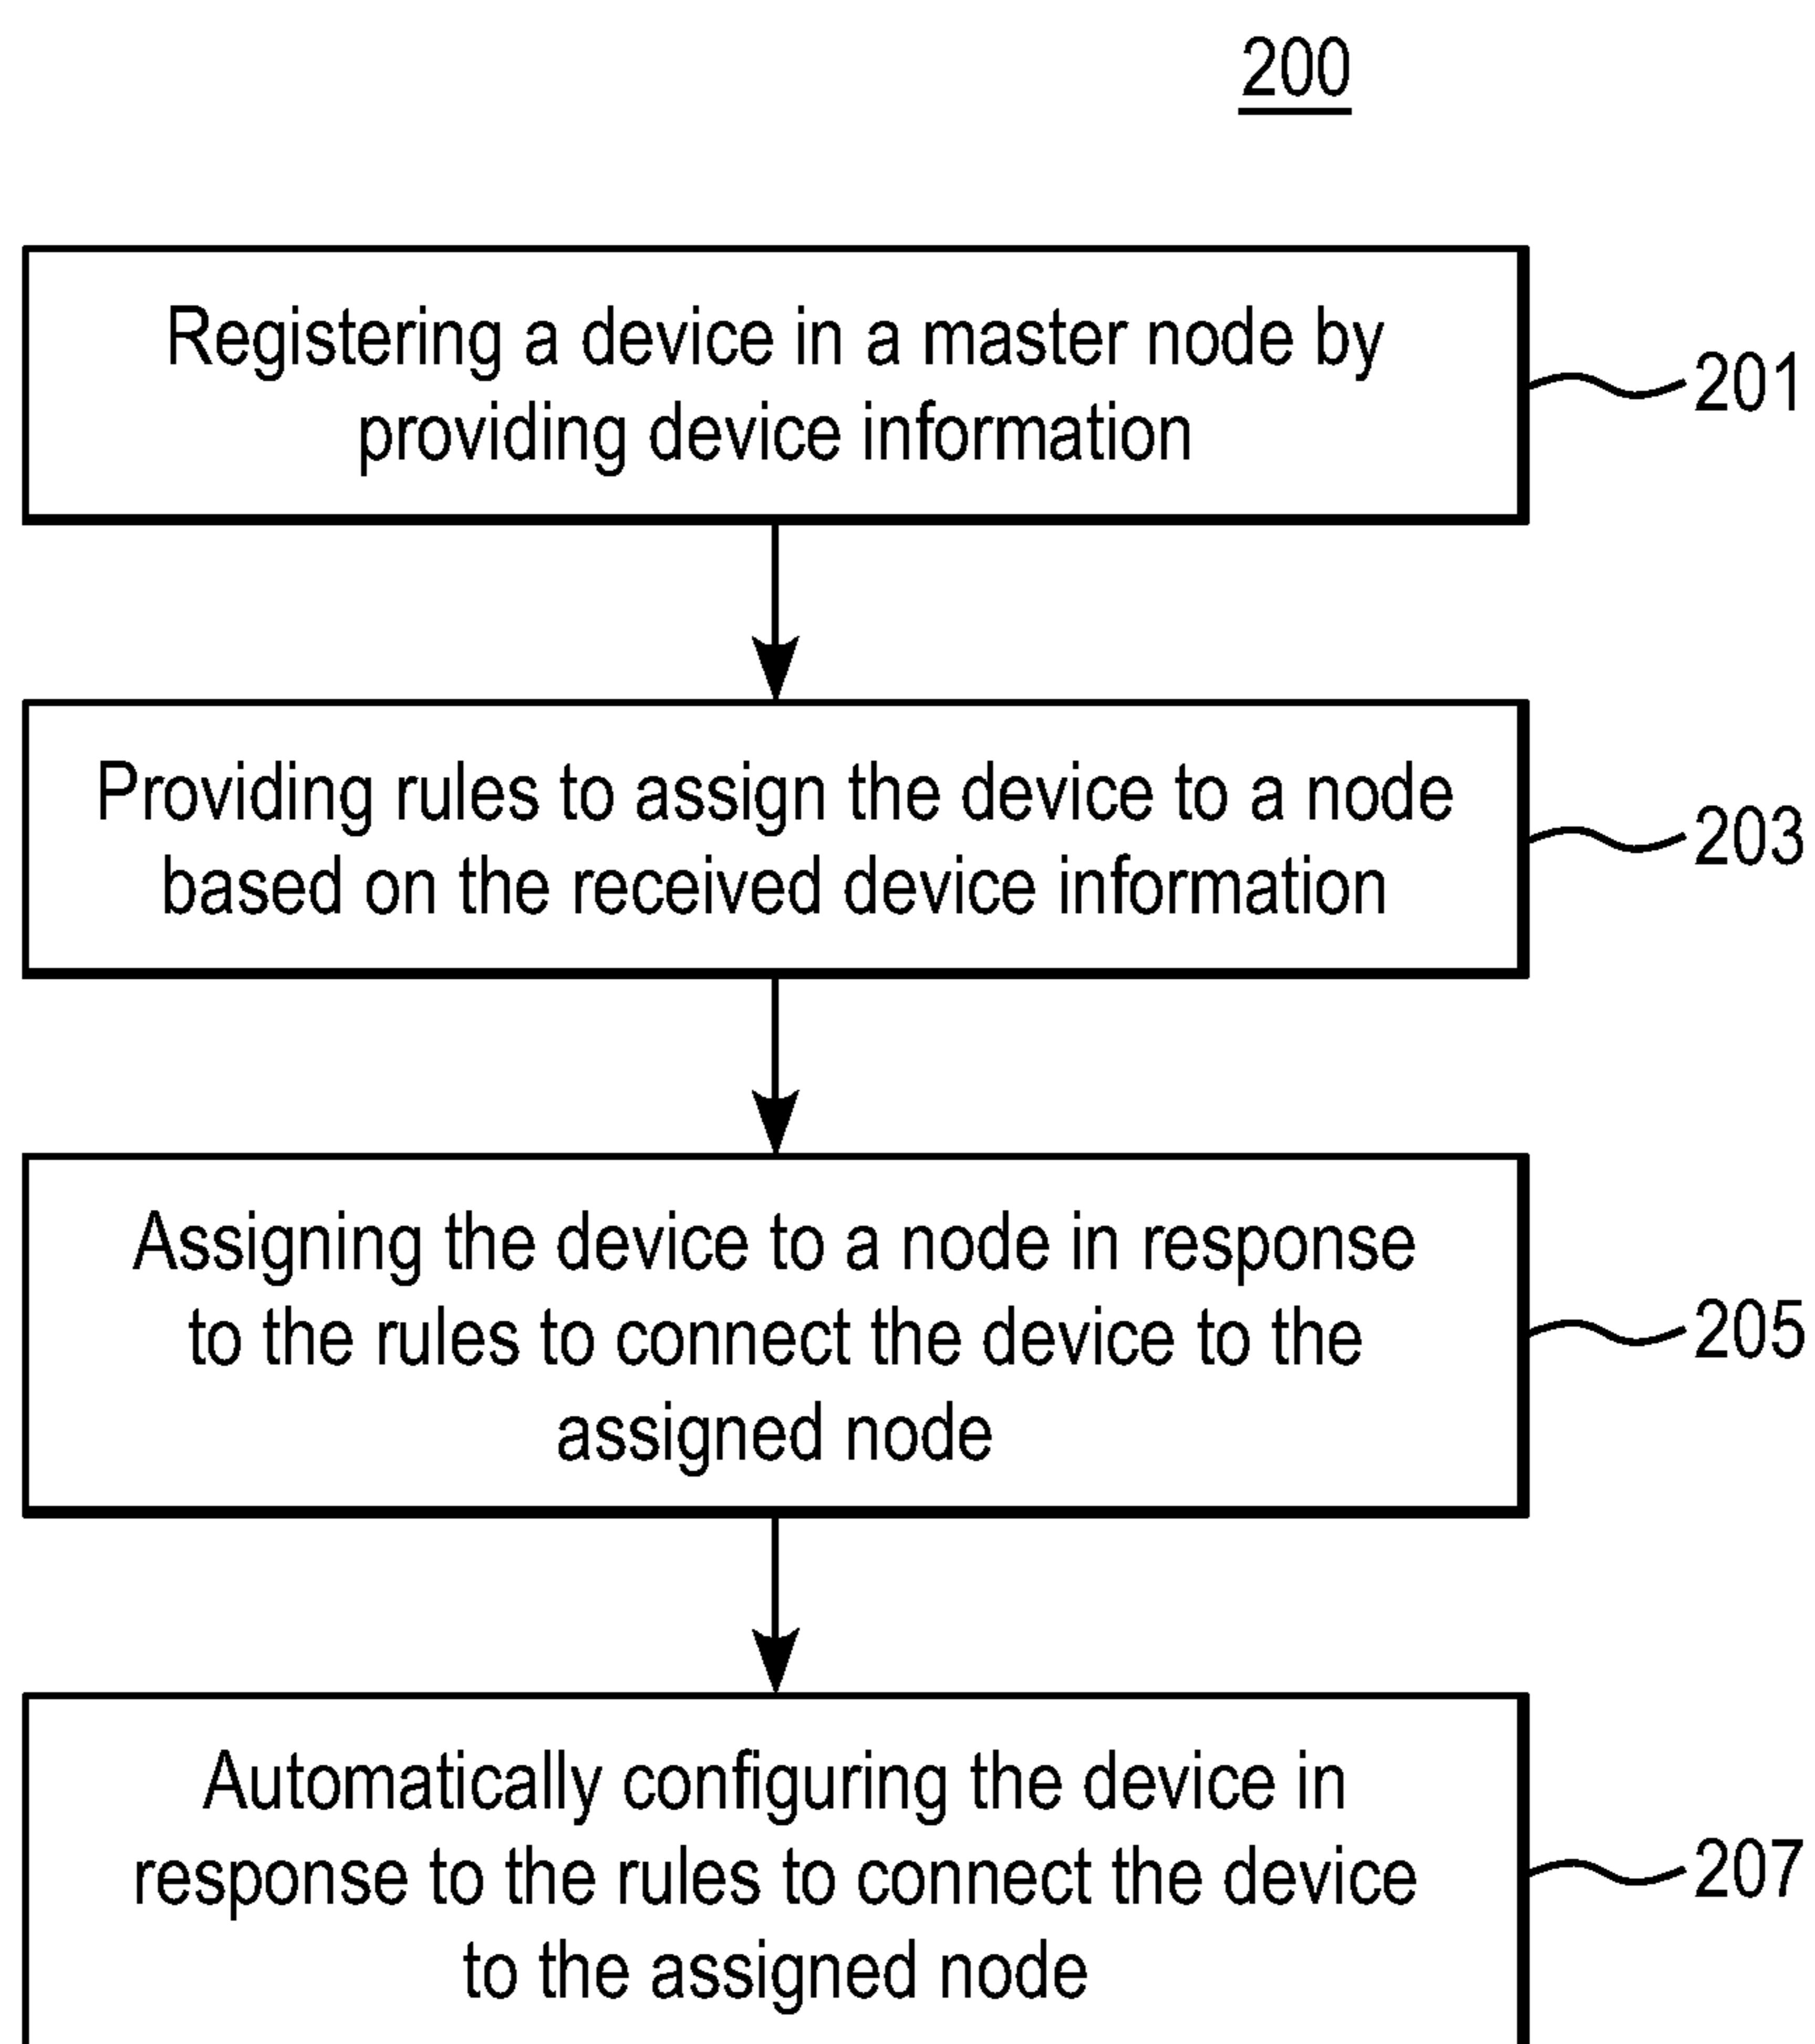 200
Registering a device in a master node by
providing device information
201
Providing rules to assign the device to a node
based on the received device information
203
Assigning the device to a node in response
to the rules to connect the device to the
assigned node
205
Automatically configuring the device in
response to the rules to connect the device
to the assigned node
207